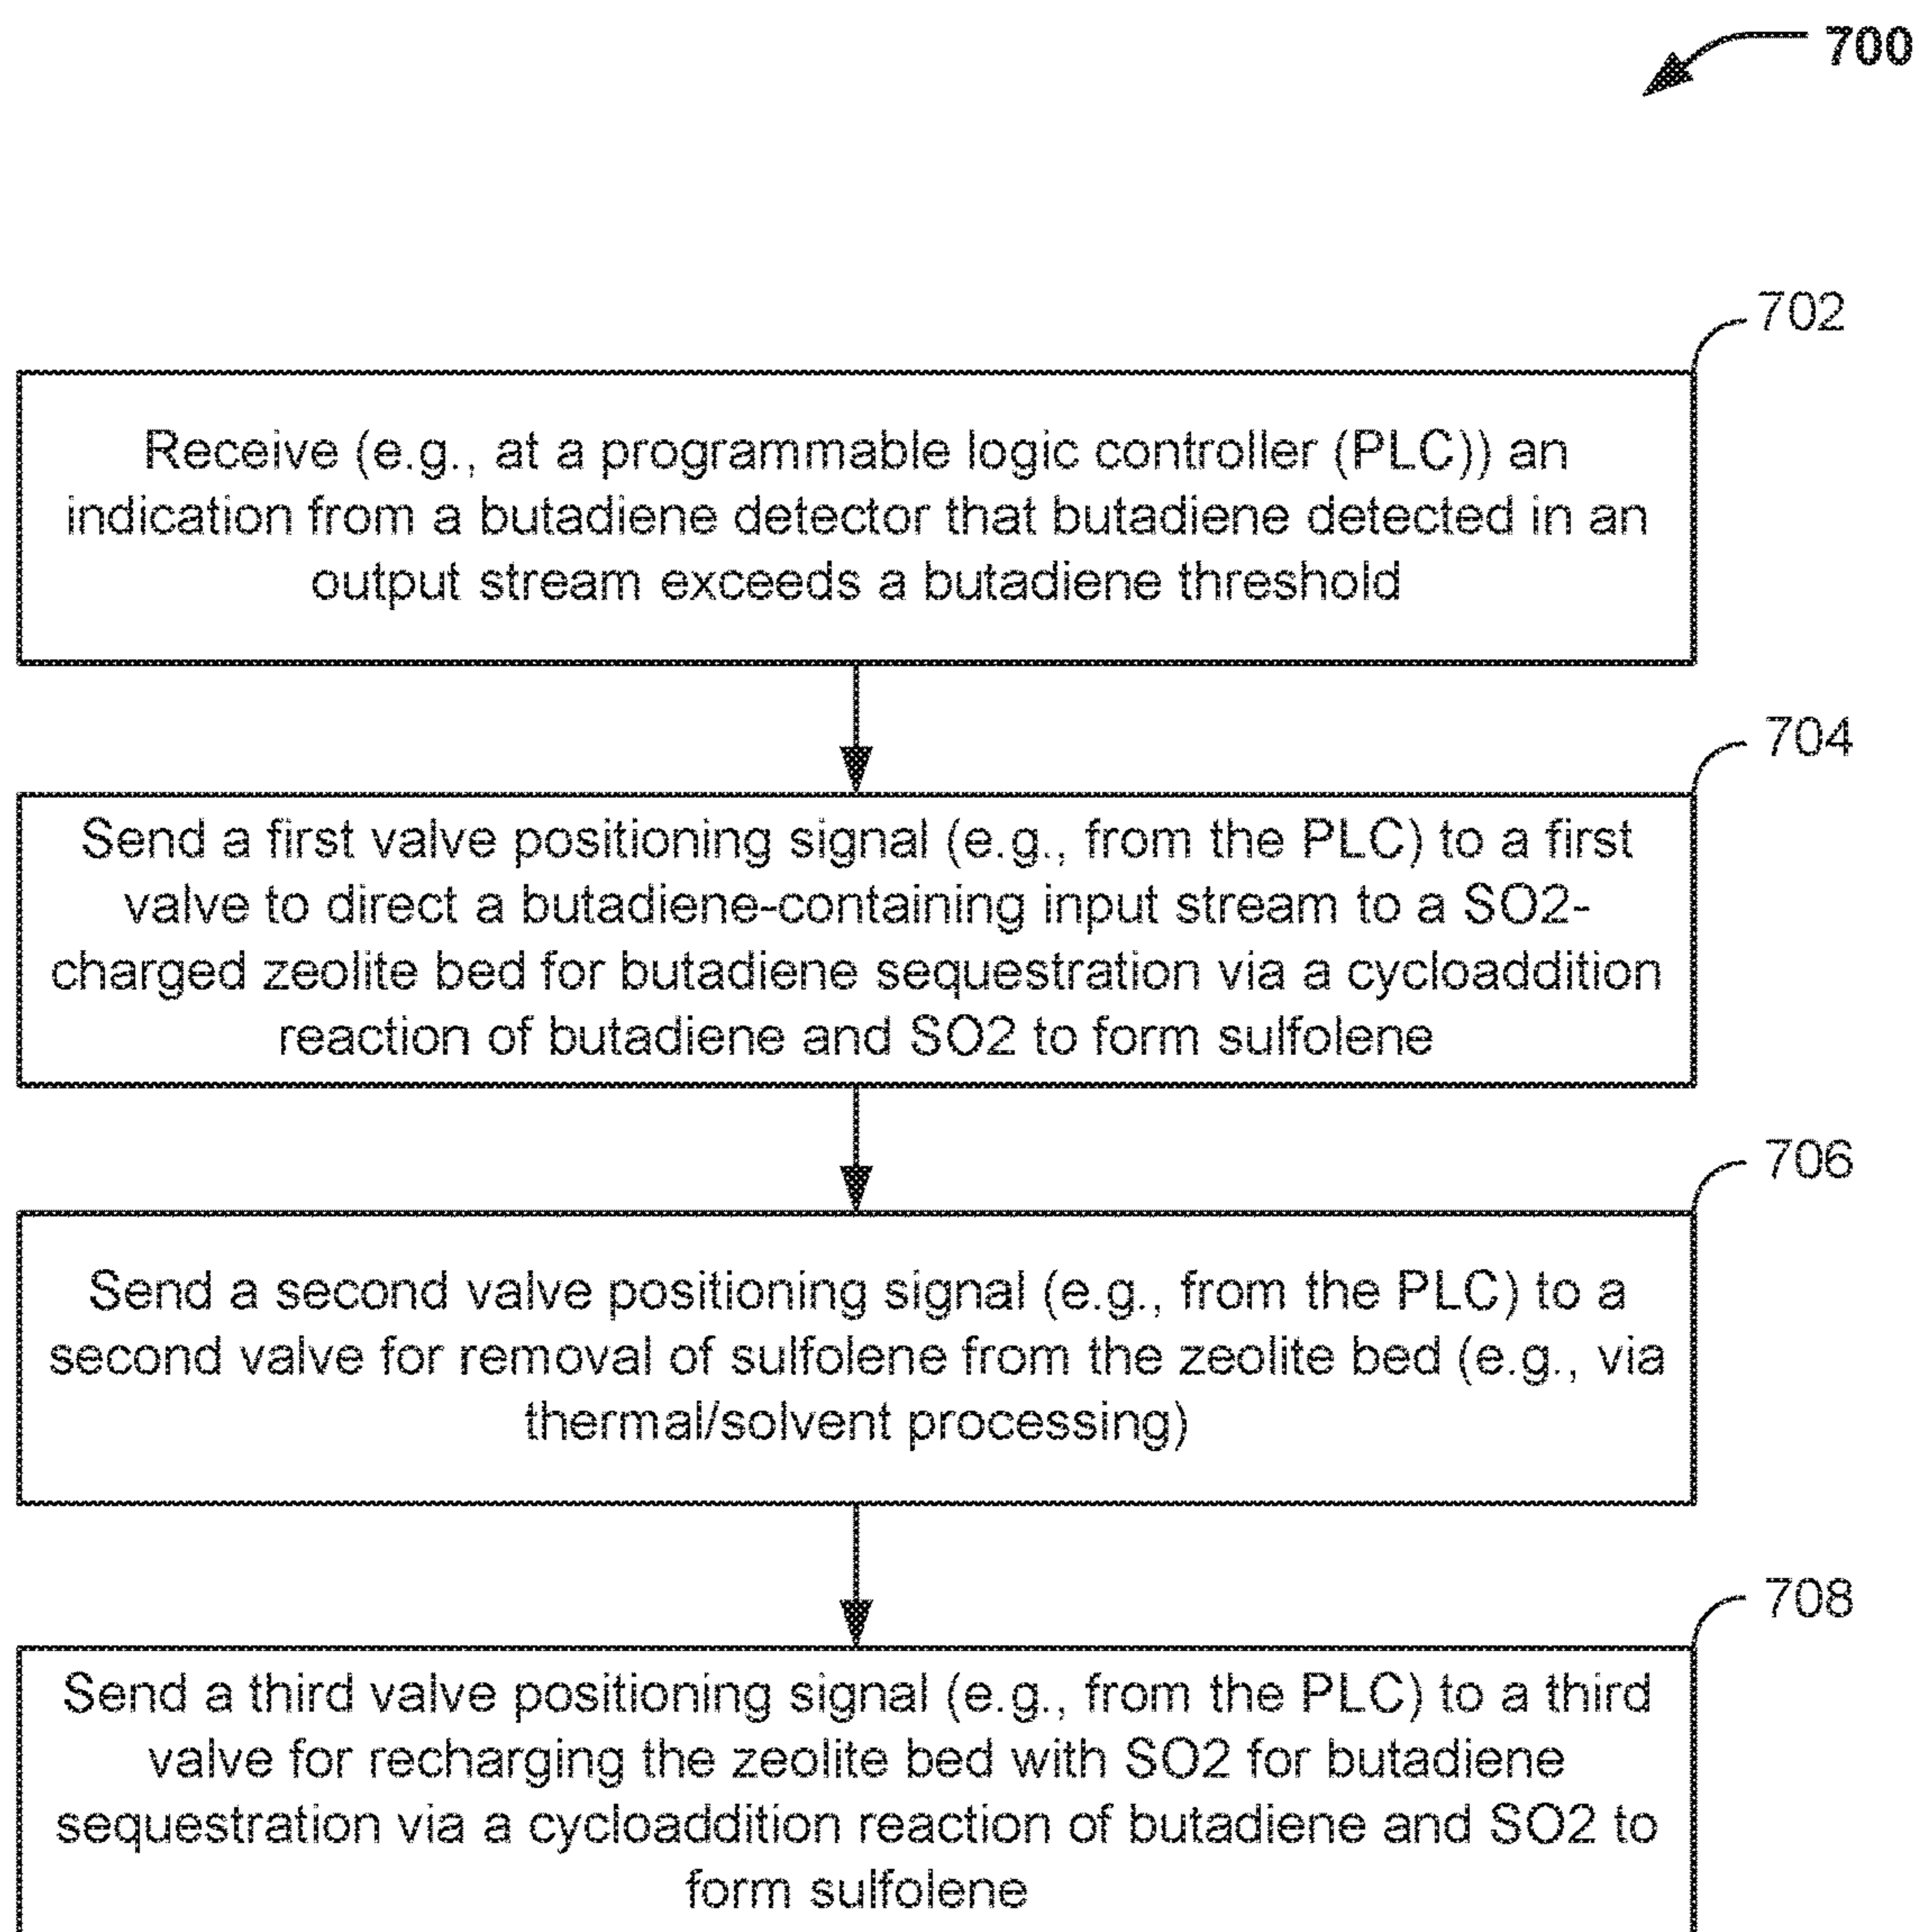 700
702
Receive (e.g., at a programmable logic controller (PLC)) an
indication from a butadiene detector that butadiene detected in an
output stream exceeds a butadiene threshold
704
Send a first valve positioning signal (e.g., from the PLC) to a first
valve to direct a butadiene-containing input stream to a SO2-
charged zeolite bed for butadiene sequestration via a cycloaddition
reaction of butadiene and SO2 to form sulfolene
706
Send a second valve positioning signal (e.g., from the PLC) to a
second valve for removal of sulfolene from the zeolite bed (e.g., via
thermal/solvent processing)
708
Send a third valve positioning signal (e.g., from the PLC) to a third
valve for recharging the zeolite bed with SO2 for butadiene
sequestration via a cycloaddition reaction of butadiene and SO2 to
form sulfolene